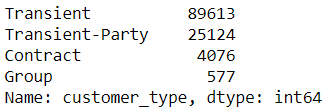 Transient 89613
Transient-Party 25124
Contract 4076
Group 577
Name: customer_type, dtype: int64